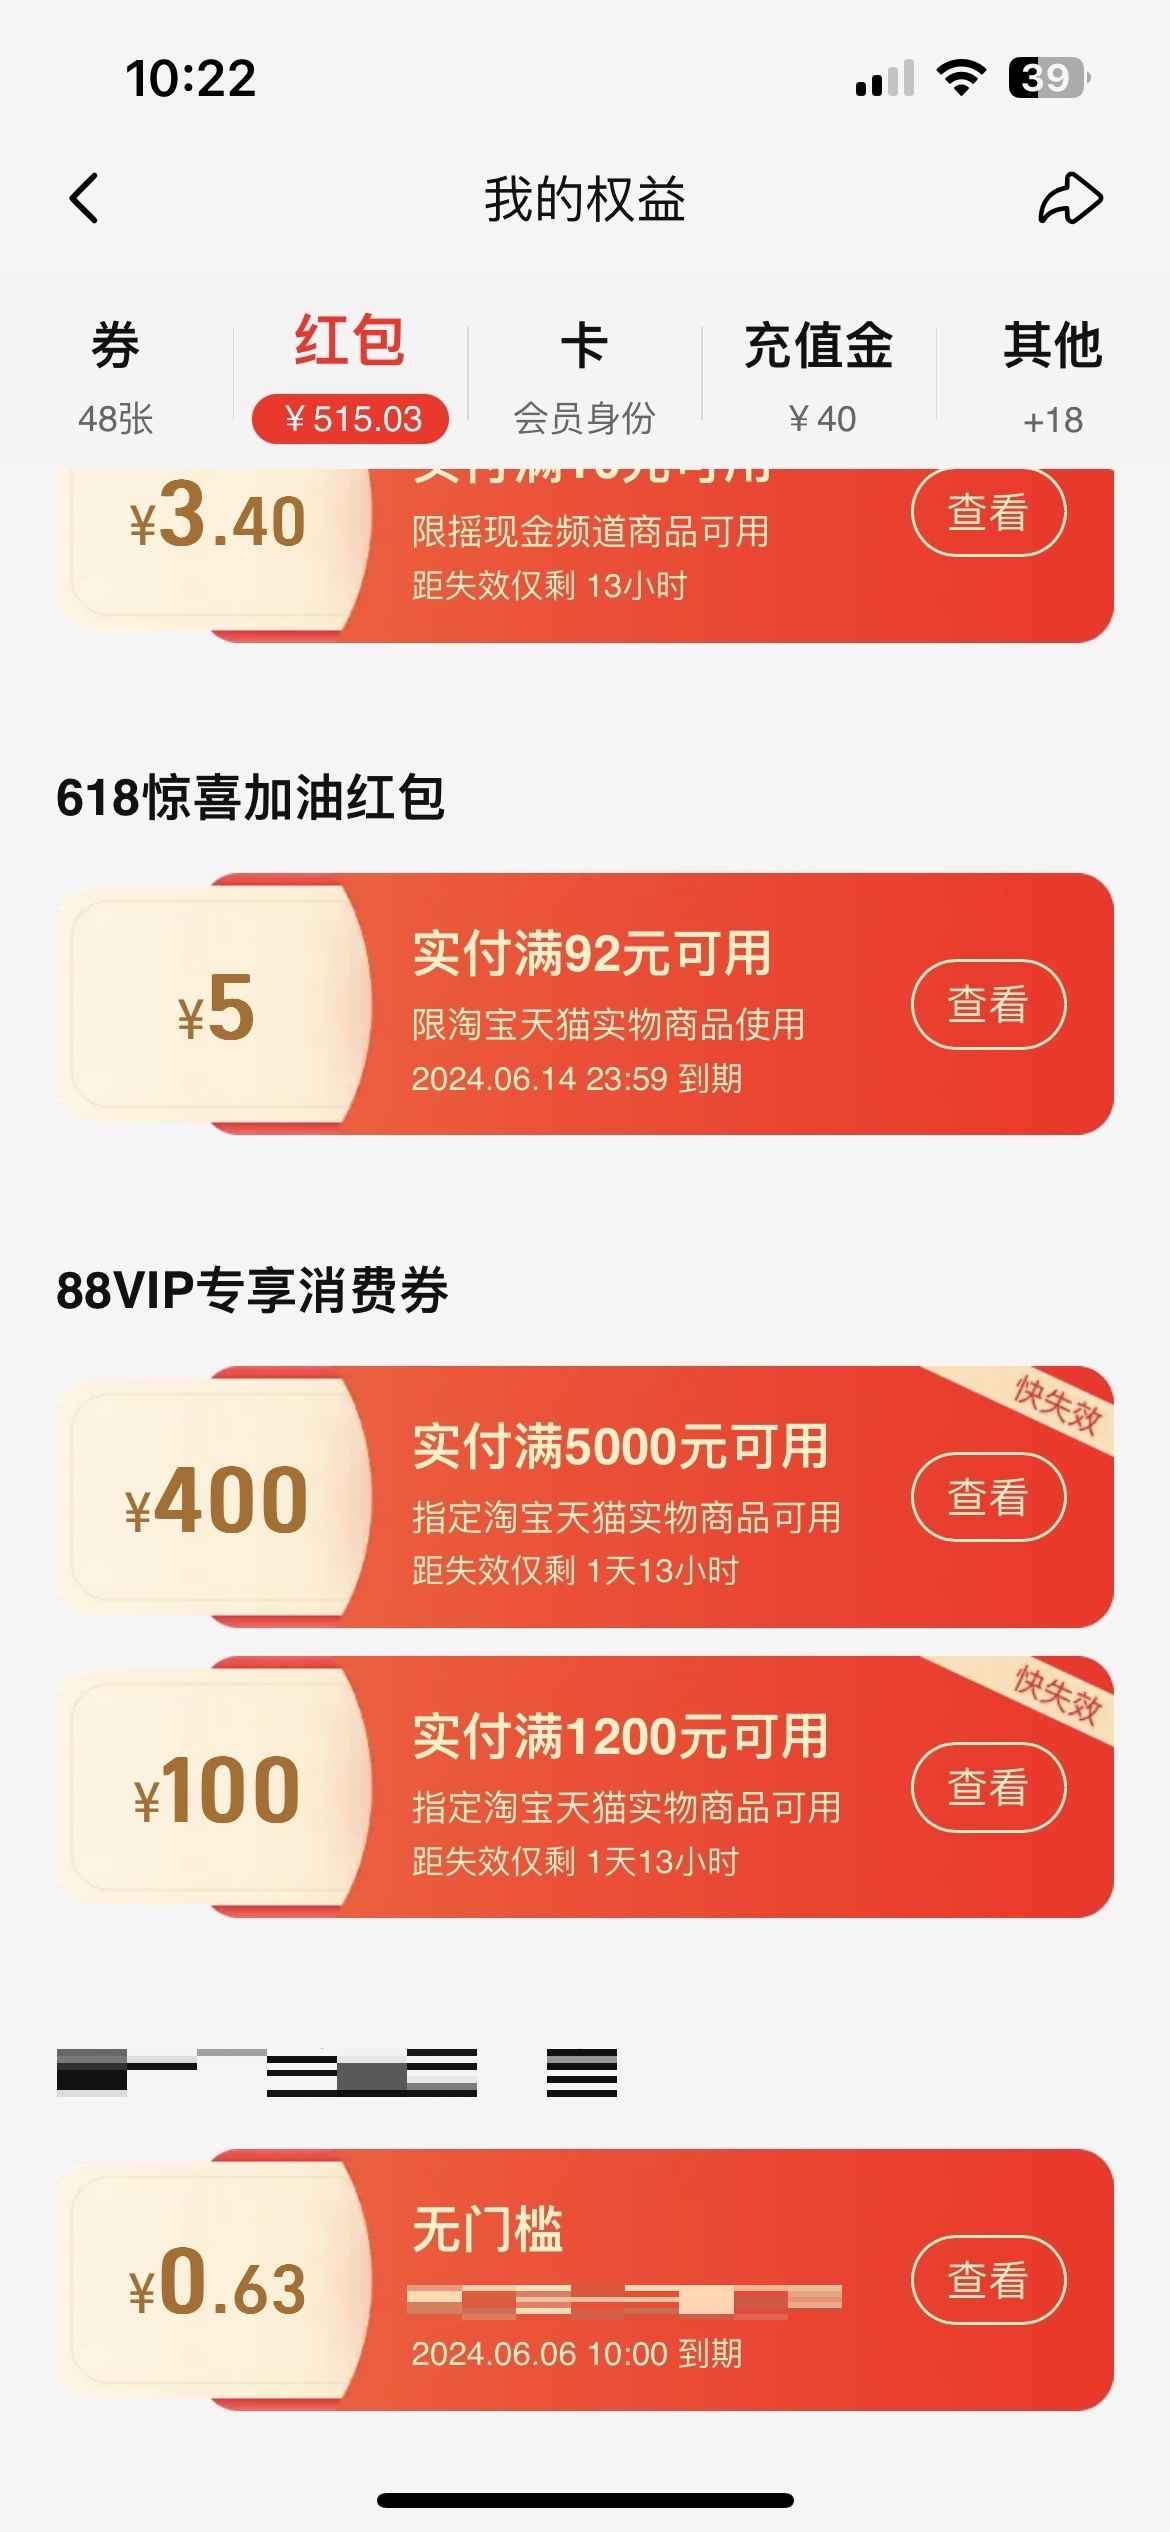 10:22
39
我的权益
券
红包
卡
充值金
其他
48张
¥515.03
会员身份
¥40
+18
¥3.40
限摇现金频道商品可用
距失效仅剩 13小时
查看
618惊喜加油红包
¥5
实付满92元可用
限淘宝天猫实物商品使用
2024.06.14 23:59 到期
查看
88VIP专享消费券
¥400
实付满5000元可用
指定淘宝天猫实物商品可用
距失效仅剩 1天13小时
查看
快失效
¥100
实付满1200元可用
指定淘宝天猫实物商品可用
距失效仅剩 1天13小时
查看
快失效
¥0.63
无门槛
2024.06.06 10:00 到期
查看